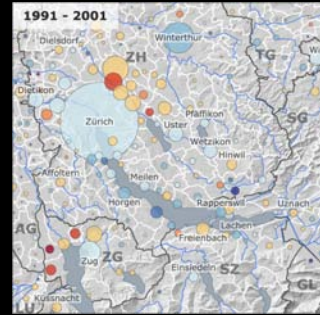 1991 - 2001
Winterthur
Dielsdorf
ZH
TG
Wi
Dietikon
Pfäffikon
SG
Zürich
Uster
Wetzikon
Hinwil
Affoltern
Meilen
Horgen
Rapperswil
Uznach
Lachen
AG
Freienbach
ZG
Zug
Einsiedeln
SZ
GL
Küssnacht
LU